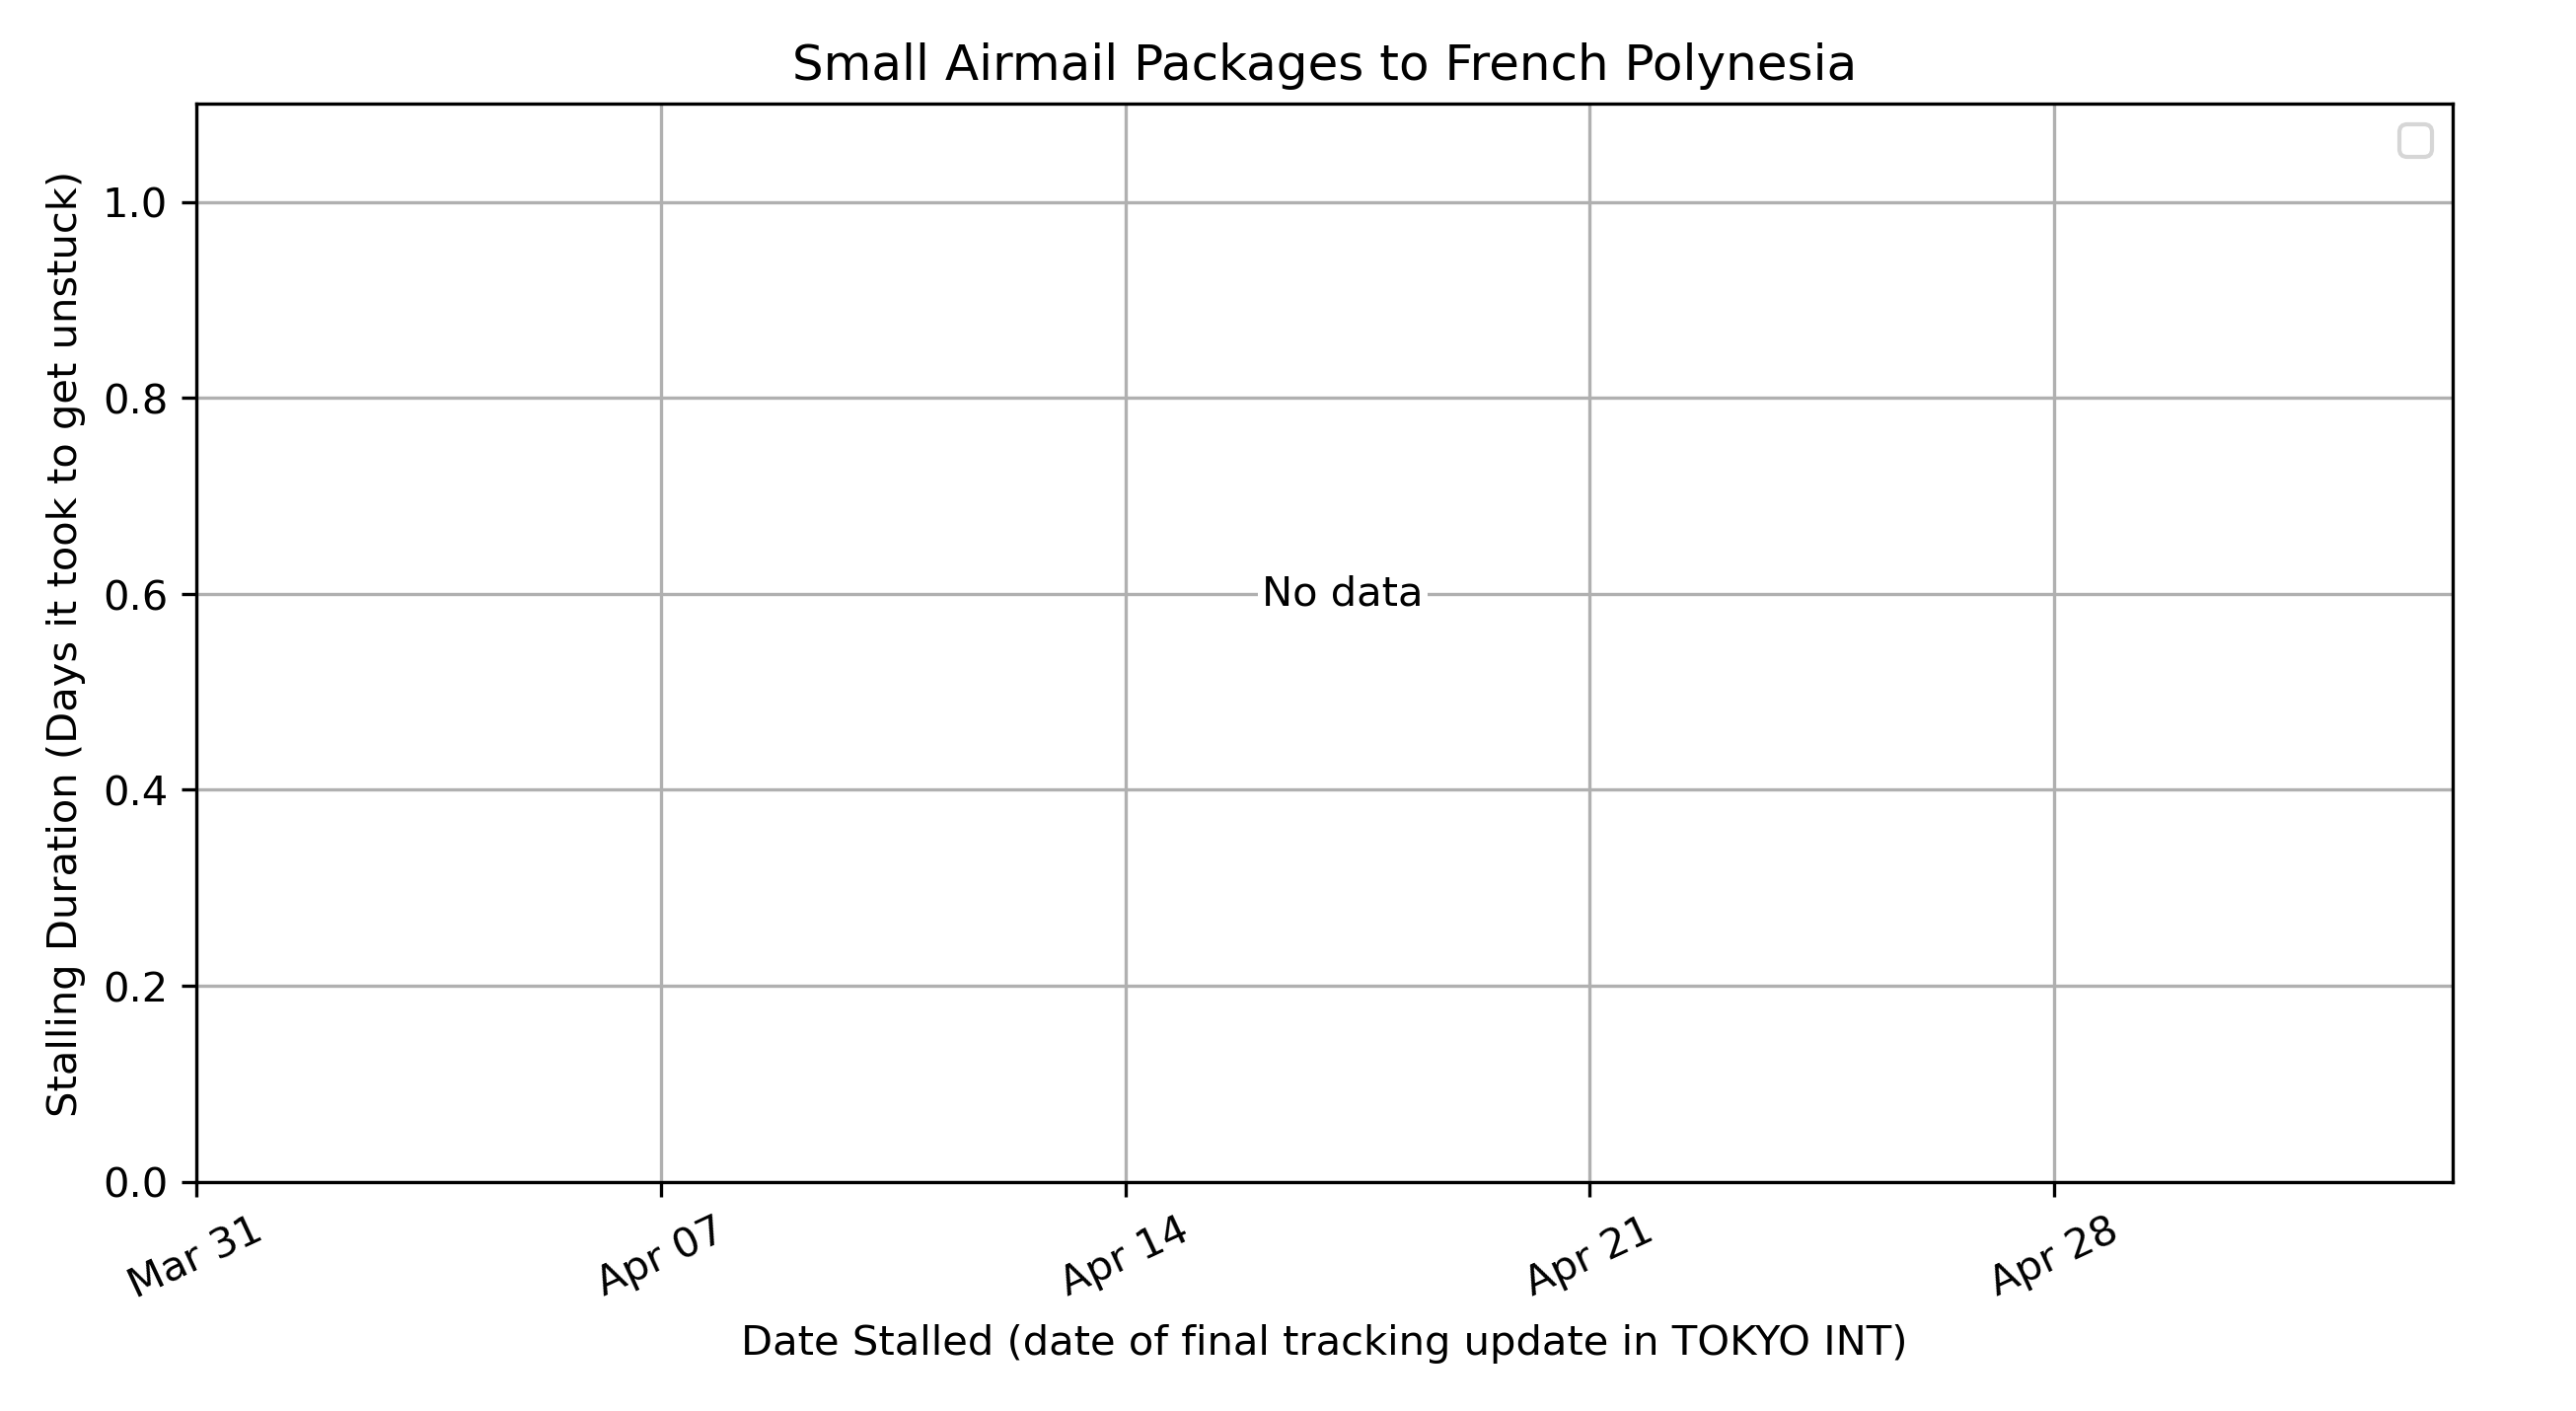 Small Airmail Packages to French Polynesia
Stalling Duration (Days it took to get unstuck)
1.0
0.8
0.6
0.4
0.2
0.0
No data
Mar 31
Apr 07
Apr 14
Apr 21
Apr 28
Date Stalled (date of final tracking update in TOKYO INT)